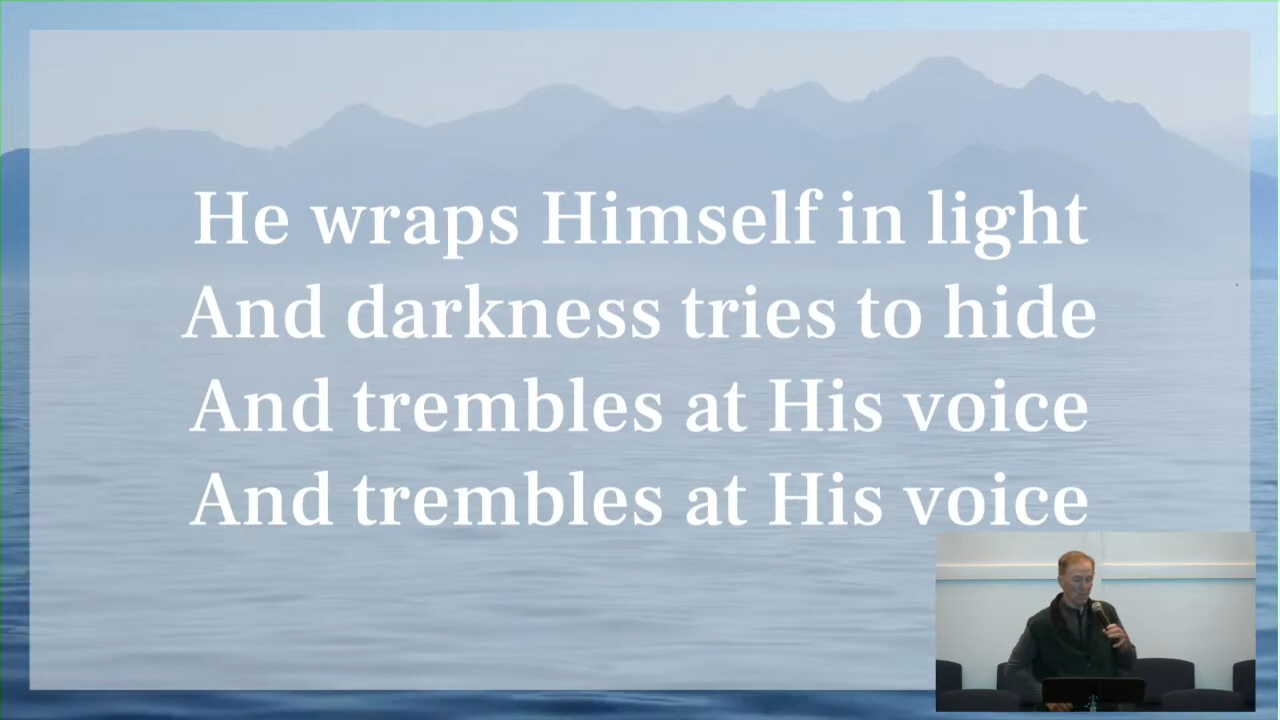 He wraps Himself in light
And darkness tries to hide
And trembles at His voice
And trembles at His voice